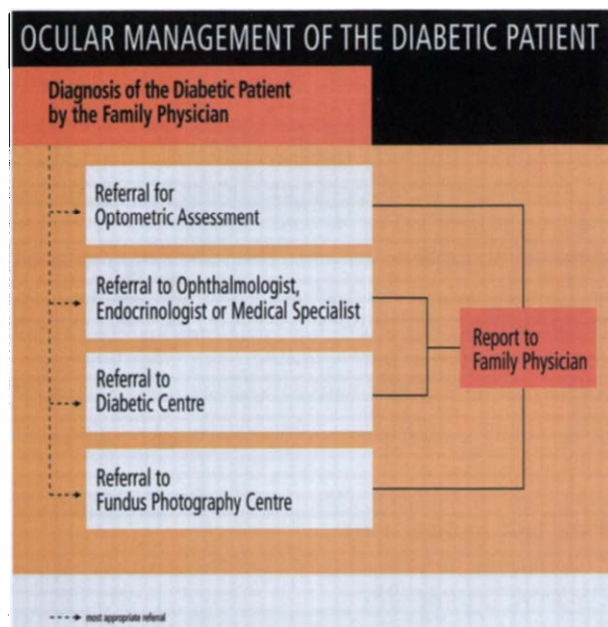 OCULAR MANAGEMENT OF THE DIABETIC PATIENT
Diagnosis of the Diabetic Patient
by the Family Physician
Referral for
Optometric Assessment
Referral to Ophthalmologist,
Endocrinologist or Medical Specialist
Referral to
Diabetic Centre
Referral to
Fundus Photography Centre
Report to
Family Physician
most appropriate referral